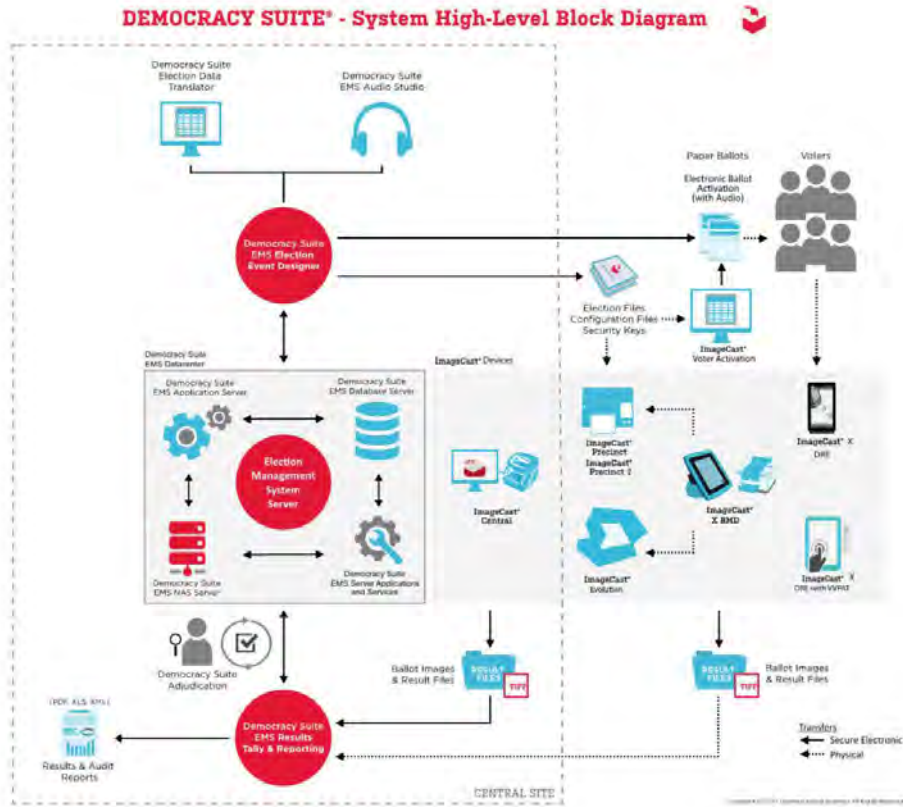 DEMOCRACY SUITE® - System High-Level Block Diagram
Democracy Suite
Election Data
Translator
Democracy Suite
EMS Audio Studio
Paper Ballots
Voters
Electronic Ballot
Activation
(with Audio)
Democracy Suite
EMS Election
Event Designer
Election Files
Configuration Files
Security Keys
ImageCast®
Voter Activation
Democracy Suite
EMS Datacenter
ImageCast® Devices
Democracy Suite
EMS Application Server
Democracy Suite
EMS Database Server
Election
Management
System
Server
ImageCast®
Central
ImageCast®
Precinct
ImageCast®
Precinct 2
ImageCast® X
DRE
ImageCast®
X BMD
Democracy Suite
EMS NAS Server
Democracy Suite
EMS Server Applications
and Services
ImageCast®
Evolution
ImageCast® X
DRE with VVPAT
Democracy Suite
Adjudication
Ballot Images
& Result Files
RESULT
FILES
TIFF
RESULT
FILES
TIFF
Ballot Images
& Result Files
(PDF, XLS, XML)
Results & Audit
Reports
Democracy Suite
EMS Results
Tally & Reporting
Transfers
Secure Electronic
Physical
CENTRAL SITE